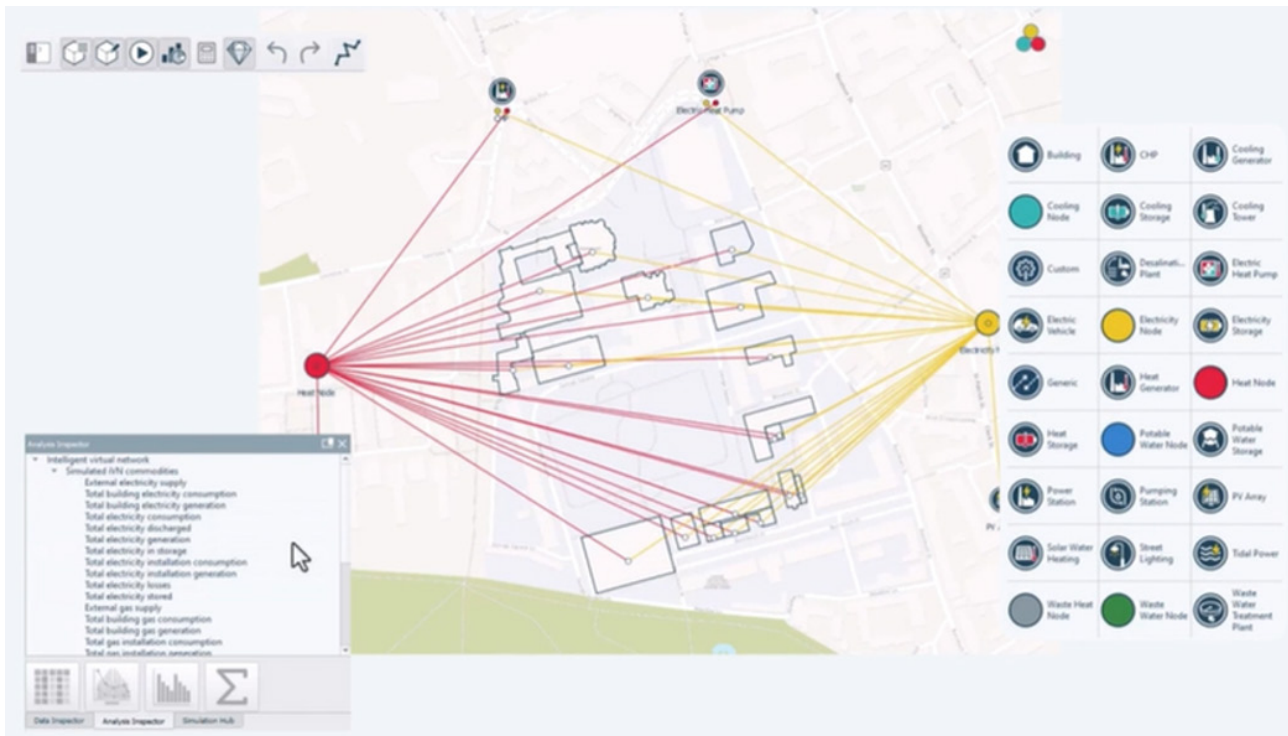 CHP
Electric Heat Pump
Heat Node
Building
CHP
Cooling
Generator
Cooling
Node
Cooling
Storage
Cooling
Tower
Custom
Desalinati...
Plant
Electric
Heat Pump
Electric
Vehicle
Electricity
Node
Electricity
Storage
Generic
Heat
Generator
Heat Node
Heat
Storage
Potable
Water Node
Potable
Water
Storage
Power
Station
Pumping
Station
PV Array
Solar Water
Heating
Street
Lighting
Tidal Power
Waste Heat
Node
Waste
Water Node
Waste
Water
Treatment
Plant
Analysis Inspector
Intelligent virtual network
Simulated iVN commodities
External electricity supply
Total building electricity consumption
Total building electricity generation
Total electricity consumption
Total electricity discharged
Total electricity generation
Total electricity in storage
Total electricity installation consumption
Total electricity installation generation
Total electricity losses
Total electricity stored
External gas supply
Total building gas consumption
Total building gas generation
Total gas installation consumption
Total gas installation generation
Data Inspector
Analysis Inspector
Simulation Hub